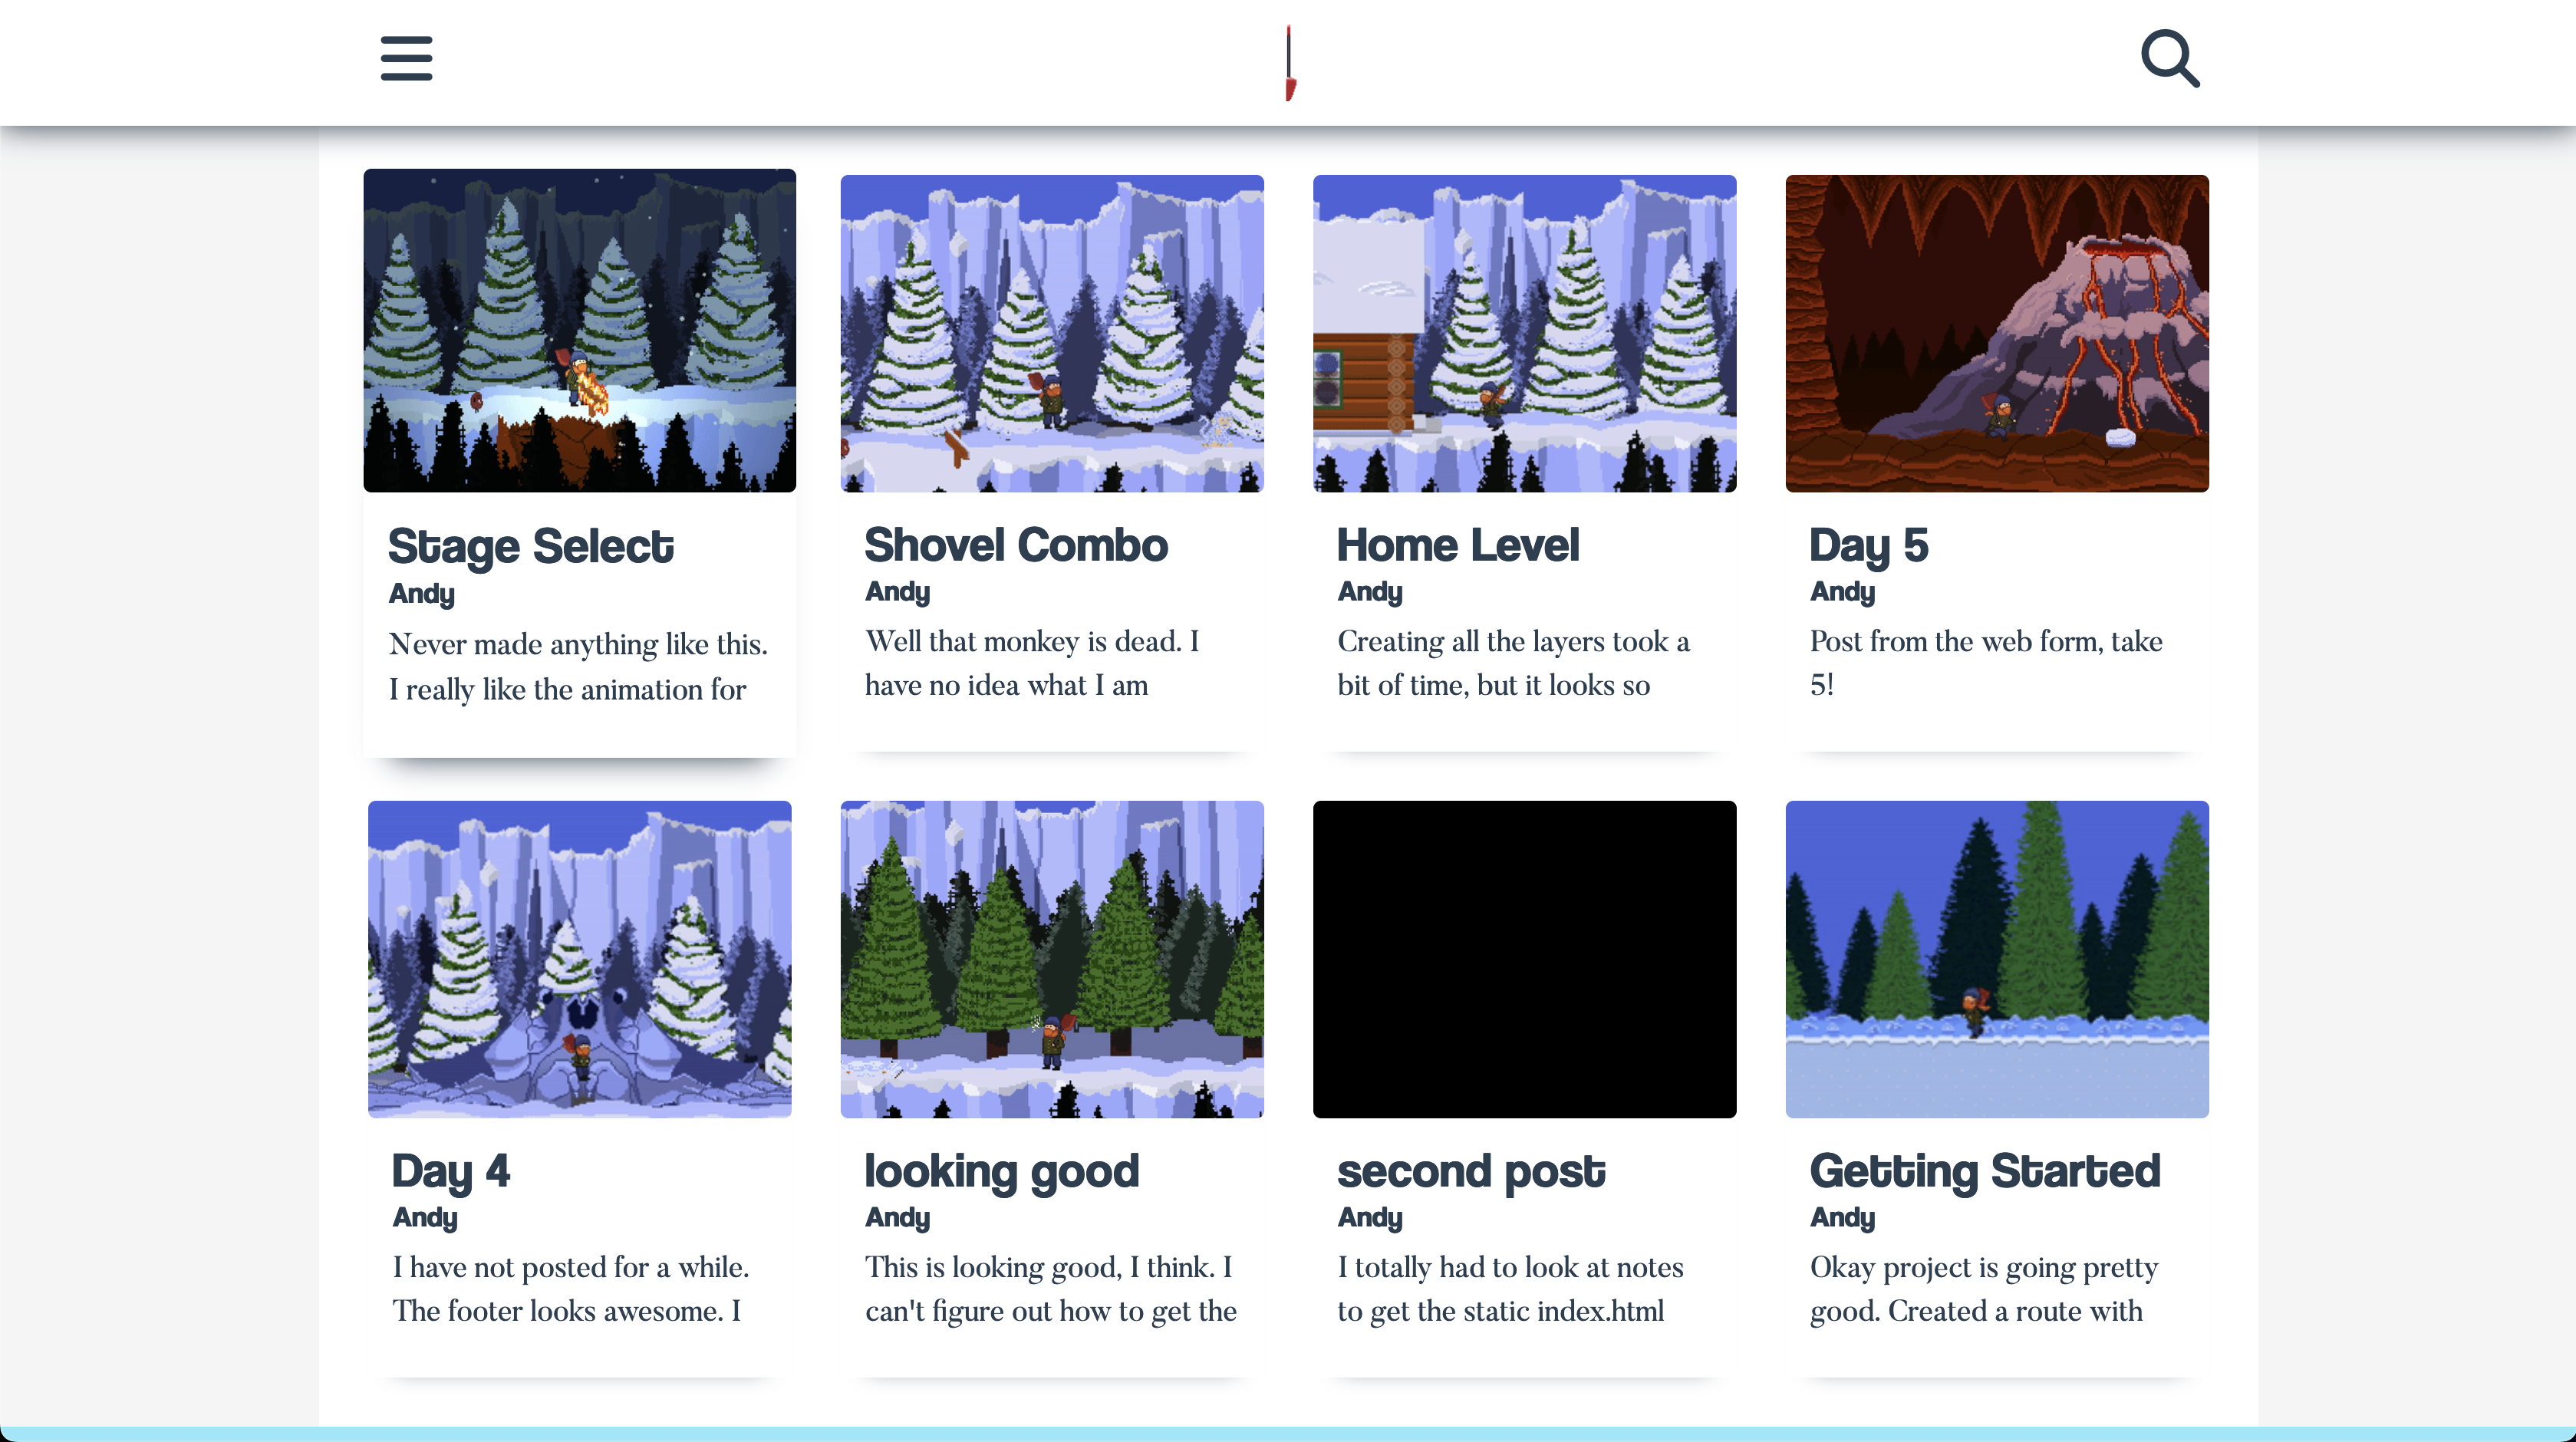 Stage Select
Andy
Never made anything like this.
I really like the animation for
Shovel Combo
Andy
Well that monkey is dead. I
have no idea what I am
Home Level
Andy
Creating all the layers took a
bit of time, but it looks so
Day 5
Andy
Post from the web form, take
5!
Day 4
Andy
I have not posted for a while.
The footer looks awesome. I
looking good
Andy
This is looking good, I think. I
can't figure out how to get the
second post
Andy
I totally had to look at notes
to get the static index.html
Getting Started
Andy
Okay project is going pretty
good. Created a route with